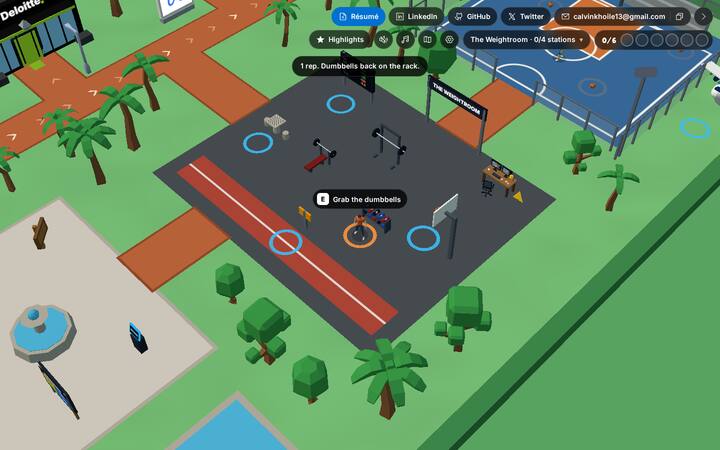 Résumé
LinkedIn
GitHub
Twitter
calvinkhoile13@gmail.com
Highlights
The Weightroom · 0/4 stations
0/6
1 rep. Dumbbells back on the rack.
Deloitte.
THE WEIGHTROOM
E Grab the dumbbells